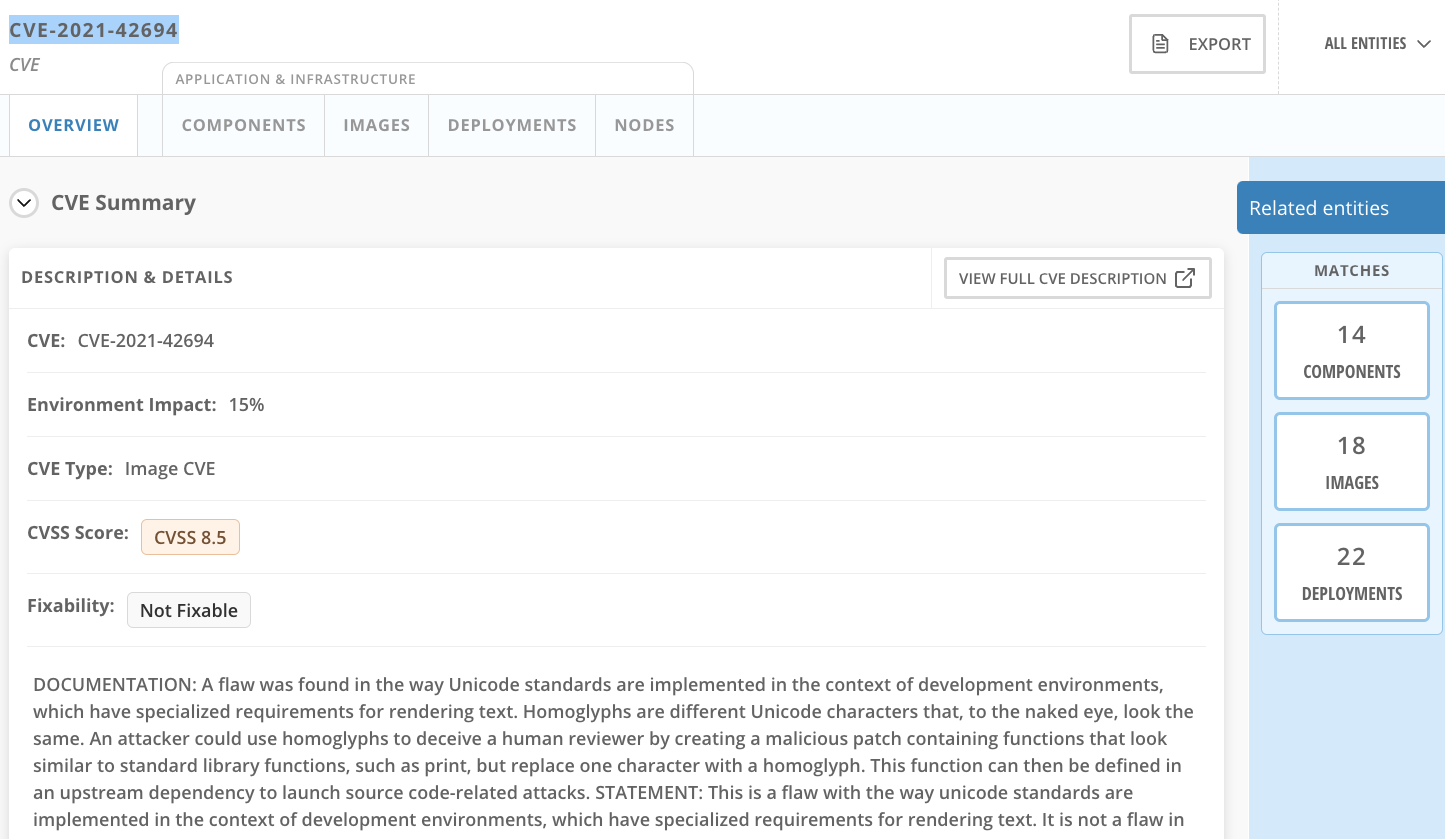 CVE-2021-42694
CVE
EXPORT
ALL ENTITIES
APPLICATION & INFRASTRUCTURE
OVERVIEW
COMPONENTS
IMAGES
DEPLOYMENTS
NODES
CVE Summary
Related entities
DESCRIPTION & DETAILS
VIEW FULL CVE DESCRIPTION
MATCHES
CVE: CVE-2021-42694
14
COMPONENTS
Environment Impact: 15%
18
IMAGES
CVE Type: Image CVE
CVSS Score: CVSS 8.5
22
DEPLOYMENTS
Fixability: Not Fixable
DOCUMENTATION: A flaw was found in the way Unicode standards are implemented in the context of development environments,
which have specialized requirements for rendering text. Homoglyphs are different Unicode characters that, to the naked eye, look the
same. An attacker could use homoglyphs to deceive a human reviewer by creating a malicious patch containing functions that look
similar to standard library functions, such as print, but replace one character with a homoglyph. This function can then be defined in
an upstream dependency to launch source code-related attacks. STATEMENT: This is a flaw with the way unicode standards are
implemented in the context of development environments, which have specialized requirements for rendering text. It is not a flaw in